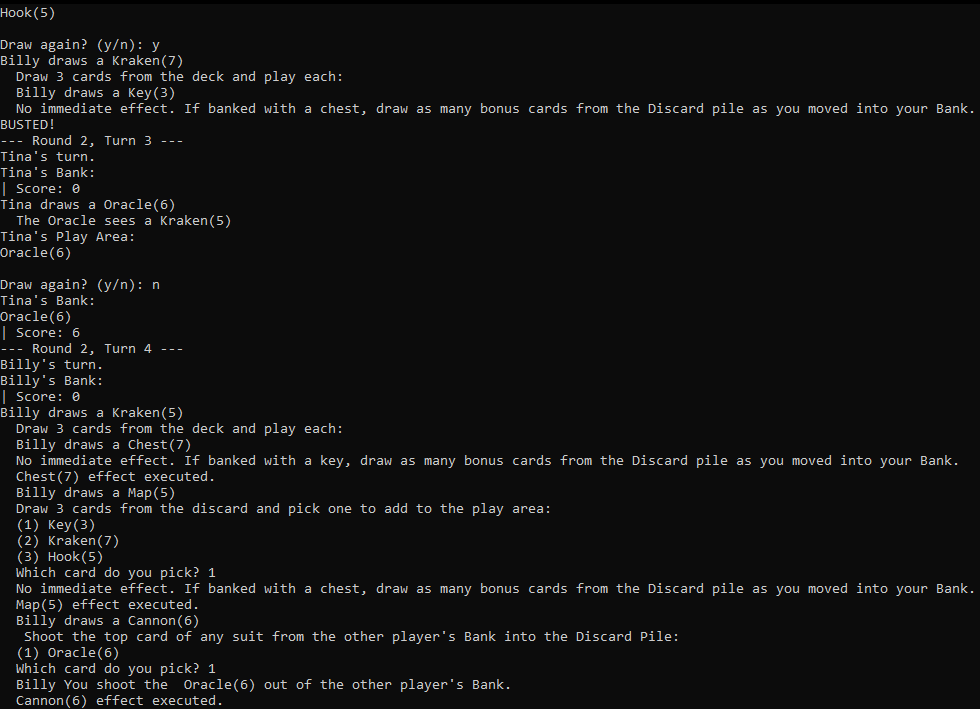 Hook(5)

Draw again? (y/n): y
Billy draws a Kraken(7)
  Draw 3 cards from the deck and play each:
  Billy draws a Key(3)
  No immediate effect. If banked with a chest, draw as many bonus cards from the Discard pile as you moved into your Bank.
BUSTED!
--- Round 2, Turn 3 ---
Tina's turn.
Tina's Bank:
| Score: 0
Tina draws a Oracle(6)
  The Oracle sees a Kraken(5)
Tina's Play Area:
Oracle(6)

Draw again? (y/n): n
Tina's Bank:
Oracle(6)
| Score: 6
--- Round 2, Turn 4 ---
Billy's turn.
Billy's Bank:
| Score: 0
Billy draws a Kraken(5)
  Draw 3 cards from the deck and play each:
  Billy draws a Chest(7)
  No immediate effect. If banked with a key, draw as many bonus cards from the Discard pile as you moved into your Bank.
  Chest(7) effect executed.
  Billy draws a Map(5)
  Draw 3 cards from the discard and pick one to add to the play area:
  (1) Key(3)
  (2) Kraken(7)
  (3) Hook(5)
  Which card do you pick? 1
  No immediate effect. If banked with a chest, draw as many bonus cards from the Discard pile as you moved into your Bank.
  Map(5) effect executed.
  Billy draws a Cannon(6)
   Shoot the top card of any suit from the other player's Bank into the Discard Pile:
  (1) Oracle(6)
  Which card do you pick? 1
  Billy You shoot the  Oracle(6) out of the other player's Bank.
  Cannon(6) effect executed.